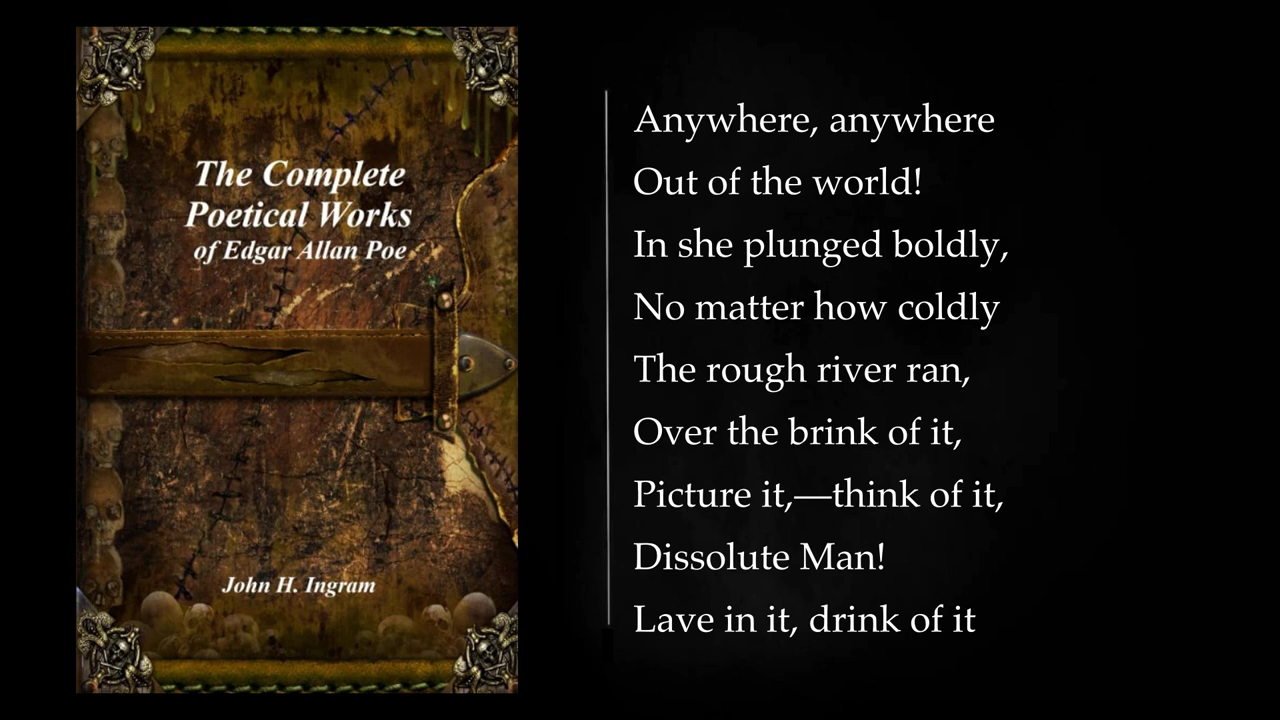 The Complete
Poetical Works
of Edgar Allan Poe
John H. Ingram
Anywhere, anywhere
Out of the world!
In she plunged boldly,
No matter how coldly
The rough river ran,
Over the brink of it,
Picture it,—think of it,
Dissolute Man!
Lave in it, drink of it